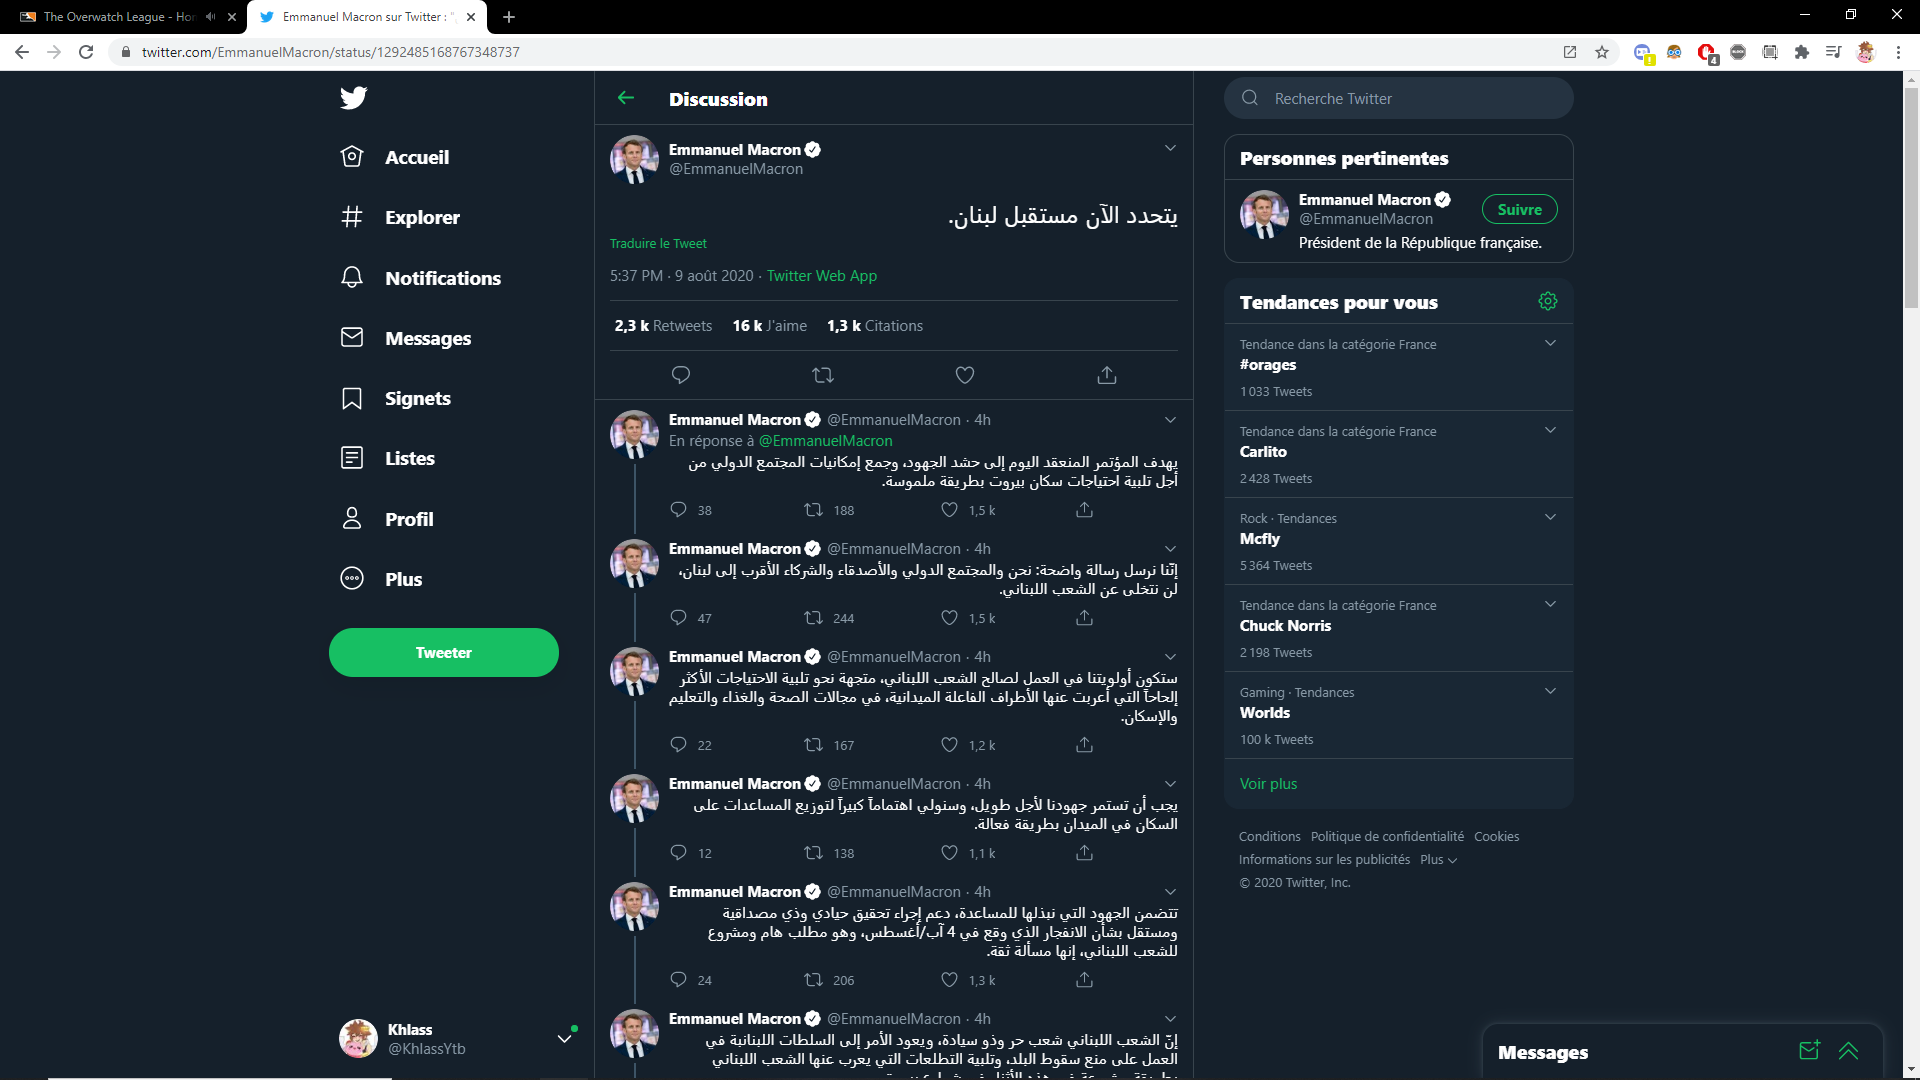 The Overwatch League - Hor
Emmanuel Macron sur Twitter : "
twitter.com/EmmanuelMacron/status/1292485168767348737
4
Accueil
Explorer
Notifications
Messages
Signets
Listes
Profil
Plus
Tweeter
Khlass
@KhlassYtb
Discussion
Emmanuel Macron
@EmmanuelMacron
يتحدد الآن مستقبل لبنان.
Traduire le Tweet
5:37 PM · 9 août 2020 · Twitter Web App
2,3 k Retweets 16 k J'aime 1,3 k Citations
Emmanuel Macron @EmmanuelMacron · 4h
En réponse à @EmmanuelMacron
يهدف المؤتمر المنعقد اليوم إلى حشد الجهود، وجمع إمكانيات المجتمع الدولي من
أجل تلبية احتياجات سكان بيروت بطريقة ملموسة.
38 188 1,5 k
Emmanuel Macron @EmmanuelMacron · 4h
إنّنا نرسل رسالة واضحة: نحن والمجتمع الدولي والأصدقاء والشركاء الأقرب إلى لبنان،
لن نتخلى عن الشعب اللبناني.
47 244 1,5 k
Emmanuel Macron @EmmanuelMacron · 4h
ستكون أولويتنا في العمل لصالح الشعب اللبناني، متجهة نحو تلبية الاحتياجات الأكثر
إلحاحاً التي أعربت عنها الأطراف الفاعلة الميدانية، في مجالات الصحة والغذاء والتعليم
والإسكان.
22 167 1,2 k
Emmanuel Macron @EmmanuelMacron · 4h
يجب أن تستمر جهودنا لأجل طويل، وسنولي اهتماماً كبيراً لتوزيع المساعدات على
السكان في الميدان بطريقة فعالة.
12 138 1,1 k
Emmanuel Macron @EmmanuelMacron · 4h
تتضمن الجهود التي نبذلها للمساعدة، دعم إجراء تحقيق حيادي وذي مصداقية
ومستقل بشأن الانفجار الذي وقع في 4 آب/أغسطس، وهو مطلب هام ومشروع
للشعب اللبناني، إنها مسألة ثقة.
24 206 1,3 k
Emmanuel Macron @EmmanuelMacron · 4h
إنّ الشعب اللبناني شعب حر وذو سيادة، ويعود الأمر إلى السلطات اللبنانية في
العمل على منع سقوط البلد، وتلبية التطلعات التي يعرب عنها الشعب اللبناني
Recherche Twitter
Personnes pertinentes
Emmanuel Macron
@EmmanuelMacron
Suivre
Président de la République française.
Tendances pour vous
Tendance dans la catégorie France
#orages
1 033 Tweets
Tendance dans la catégorie France
Carlito
2 428 Tweets
Rock · Tendances
Mcfly
5 364 Tweets
Tendance dans la catégorie France
Chuck Norris
2 198 Tweets
Gaming · Tendances
Worlds
100 k Tweets
Voir plus
Conditions Politique de confidentialité Cookies
Informations sur les publicités Plus
© 2020 Twitter, Inc.
Messages